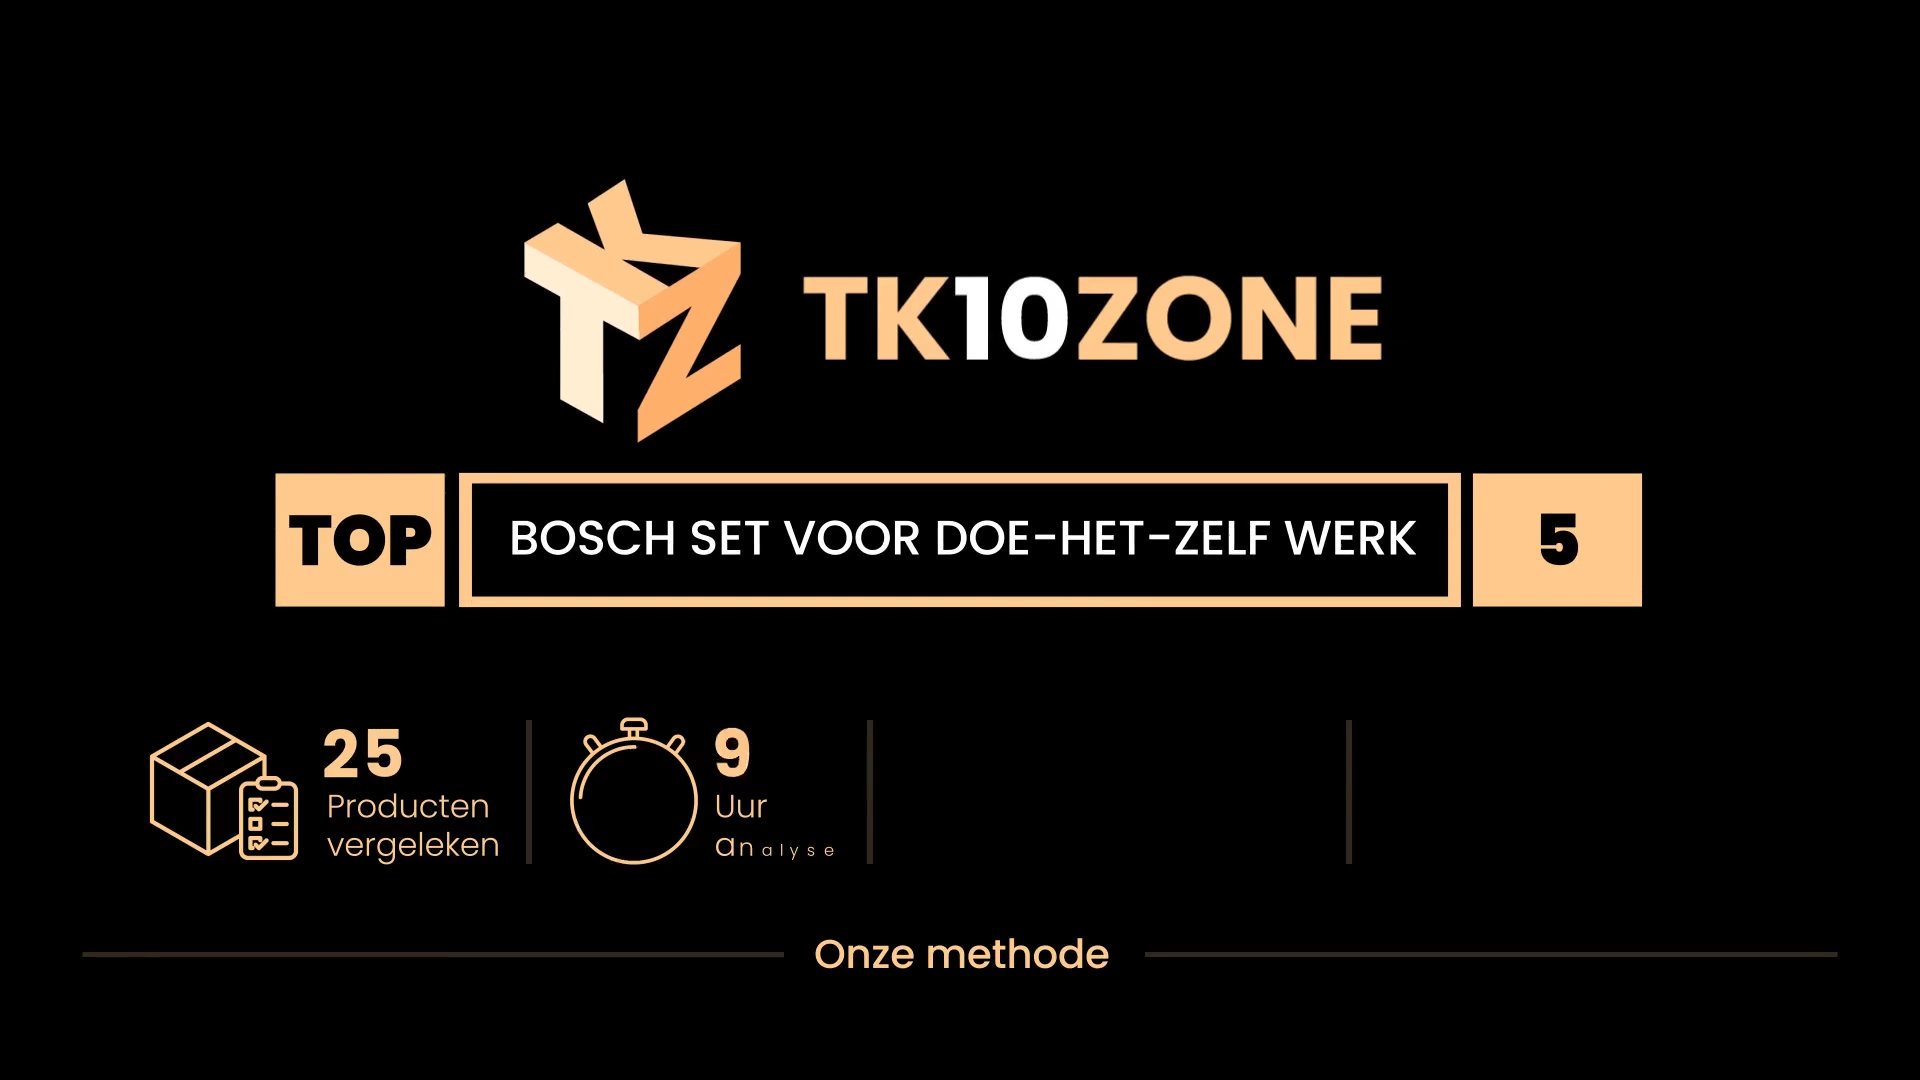 TK10ZONE
TOP
BOSCH SET VOOR DOE-HET-ZELF WERK
5
25
Producten
vergeleken
9
Uur
analyse
Onze methode